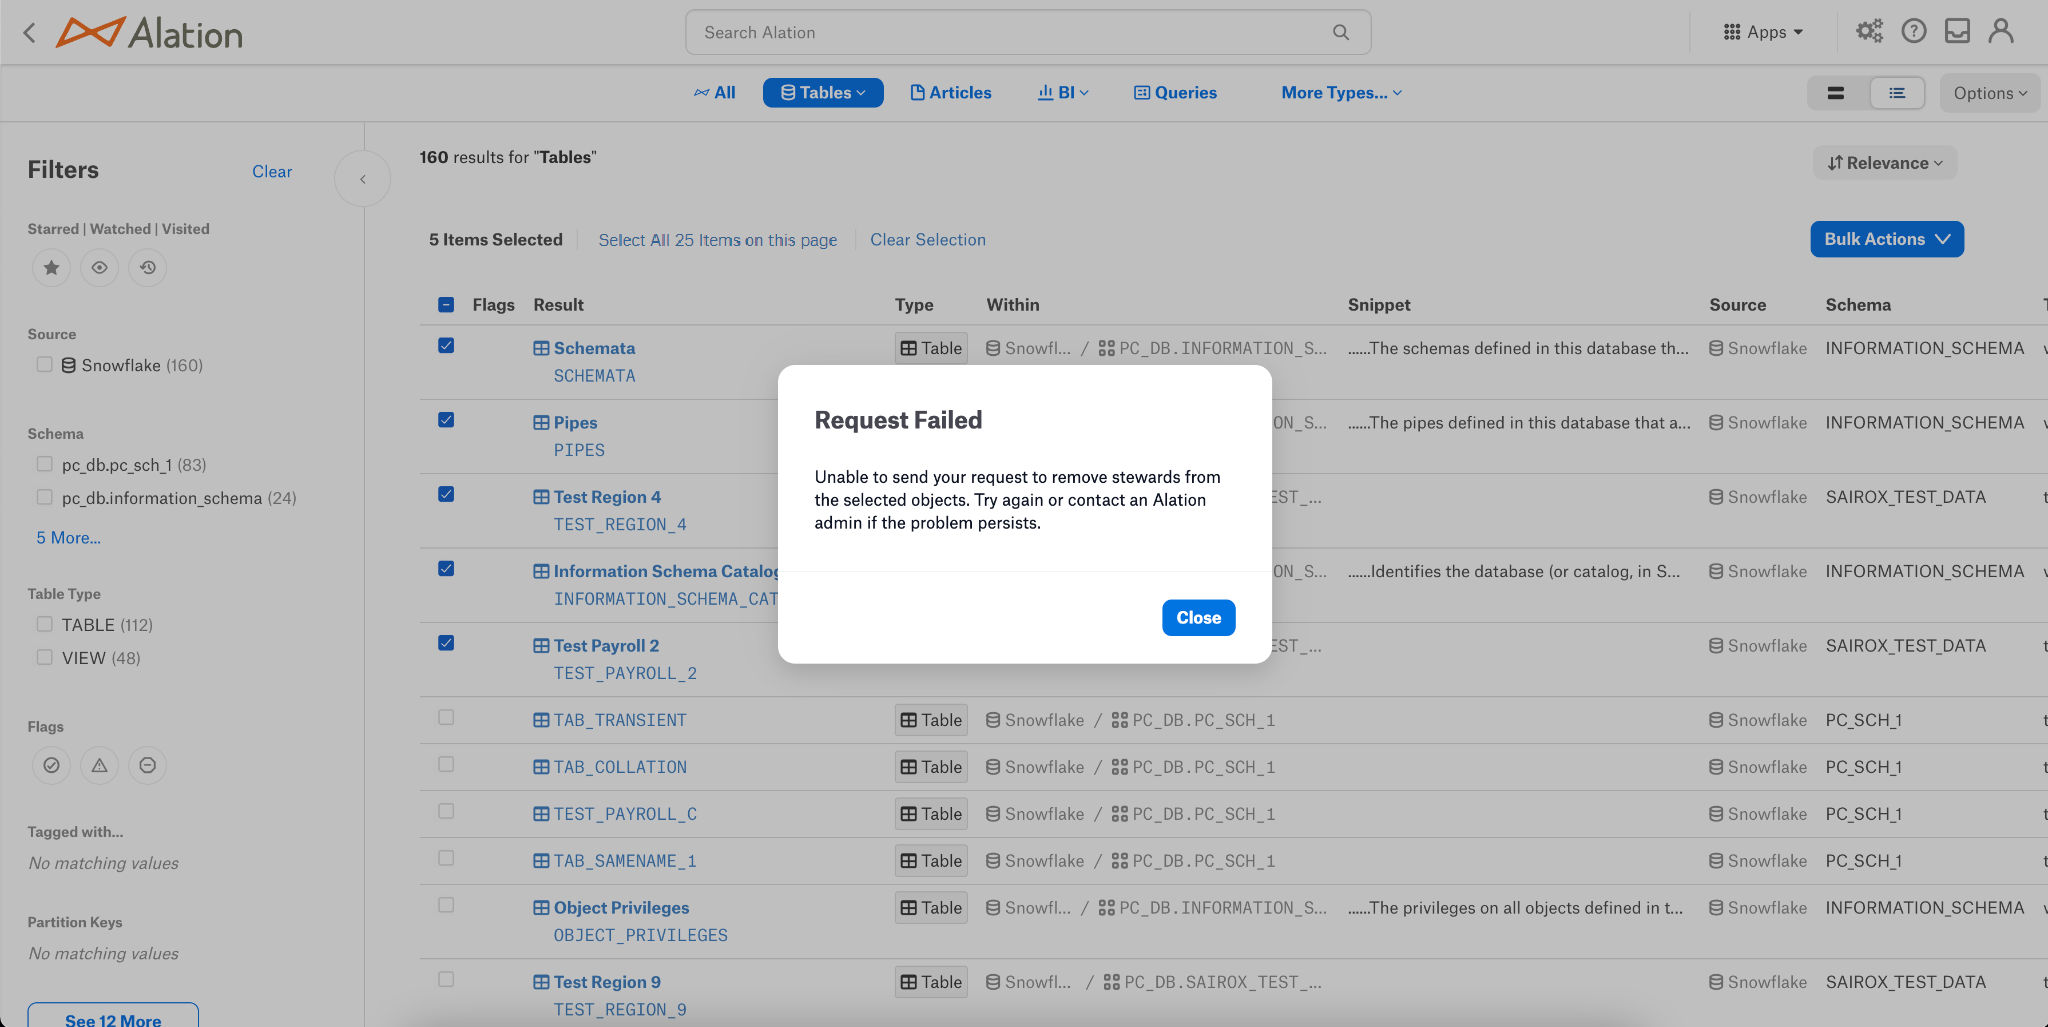 Alation
Search Alation
Apps
All
Tables
Articles
BI
Queries
More Types...
Options
Filters
Clear
160 results for "Tables"
Relevance
Starred | Watched | Visited
5 Items Selected
Select All 25 Items on this page
Clear Selection
Bulk Actions
Flags Result Type Within Snippet Source Schema
Source
Snowflake (160)
Schema
pc_db.pc_sch_1 (83)
pc_db.information_schema (24)
5 More...
Table Type
TABLE (112)
VIEW (48)
Flags
Tagged with...
No matching values
Partition Keys
No matching values
See 12 More
Schemata Table Snowfl... / PC_DB.INFORMATION_S... ......The schemas defined in this database th... Snowflake INFORMATION_SCHEMA
SCHEMATA
Pipes ON_S... ......The pipes defined in this database that a... Snowflake INFORMATION_SCHEMA
PIPES
Test Region 4 EST_... Snowflake SAIROX_TEST_DATA
TEST_REGION_4
Information Schema Catalog ON_S... ......Identifies the database (or catalog, in S... Snowflake INFORMATION_SCHEMA
INFORMATION_SCHEMA_CAT
Test Payroll 2 EST_... Snowflake SAIROX_TEST_DATA
TEST_PAYROLL_2
TAB_TRANSIENT Table Snowflake / PC_DB.PC_SCH_1 Snowflake PC_SCH_1
TAB_COLLATION Table Snowflake / PC_DB.PC_SCH_1 Snowflake PC_SCH_1
TEST_PAYROLL_C Table Snowflake / PC_DB.PC_SCH_1 Snowflake PC_SCH_1
TAB_SAMENAME_1 Table Snowflake / PC_DB.PC_SCH_1 Snowflake PC_SCH_1
Object Privileges Table Snowfl... / PC_DB.INFORMATION_S... ......The privileges on all objects defined in t... Snowflake INFORMATION_SCHEMA
OBJECT_PRIVILEGES
Test Region 9 Table Snowfl... / PC_DB.SAIROX_TEST_... Snowflake SAIROX_TEST_DATA
TEST_REGION_9
Request Failed
Unable to send your request to remove stewards from
the selected objects. Try again or contact an Alation
admin if the problem persists.
Close